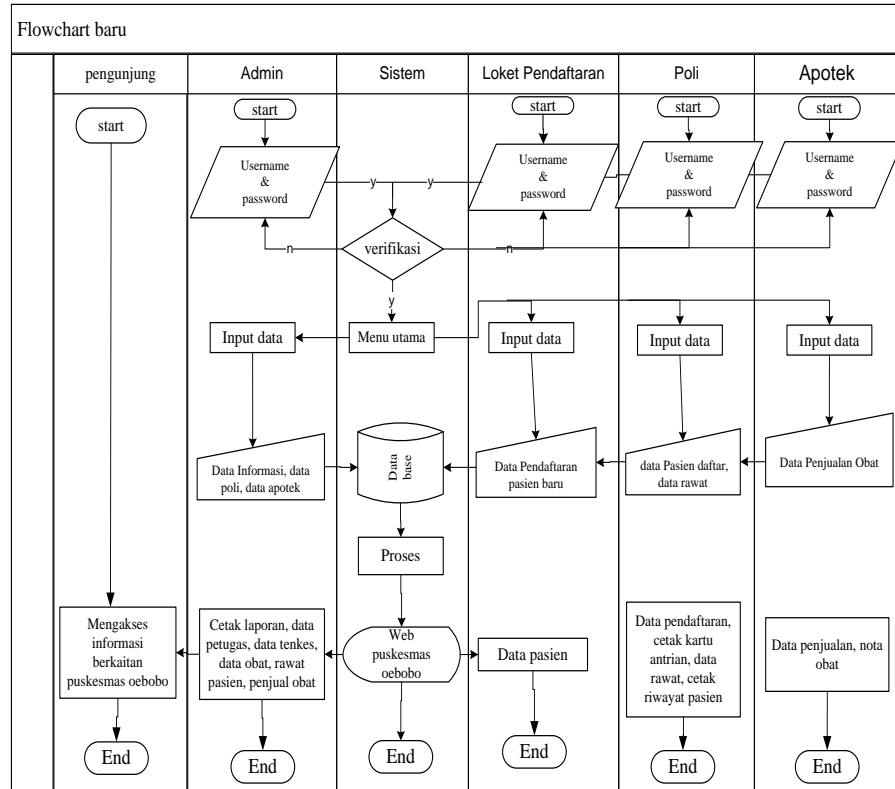 Flowchart baru
pengunjung
Admin
Sistem
Loket Pendaftaran
Poli
Apotek
start
start
start
start
start
Username
&
password
Username
&
password
Username
&
password
Username
&
password
y
y
verifikasi
n
n
y
Input data
Menu utama
Input data
Input data
Input data
Data Informasi, data
poli, data apotek
Data
base
Data Pendaftaran
pasien baru
data Pasien daftar,
data rawat
Data Penjualan Obat
Proses
Mengakses
informasi
berkaitan
puskesmas oebobo
Cetak laporan, data
petugas, data tenkes,
data obat, rawat
pasien, penjual obat
Web
puskesmas
oebobo
Data pasien
Data pendaftaran,
cetak kartu
antrian, data
rawat, cetak
riwayat pasien
Data penjualan, nota
obat
End
End
End
End
End
End